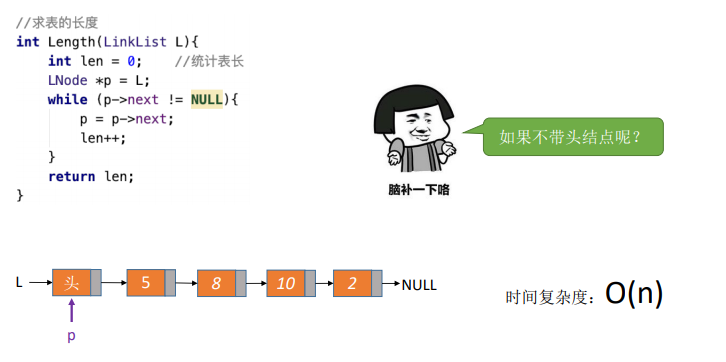 //求表的长度
int Length(LinkList L){
    int len = 0;    //统计表长
    LNode *p = L;
    while (p->next != NULL){
        p = p->next;
        len++;
    }
    return len;
}
如果不带头结点呢？
脑补一下咯
L 头 5 8 10 2 NULL
p
时间复杂度：O(n)